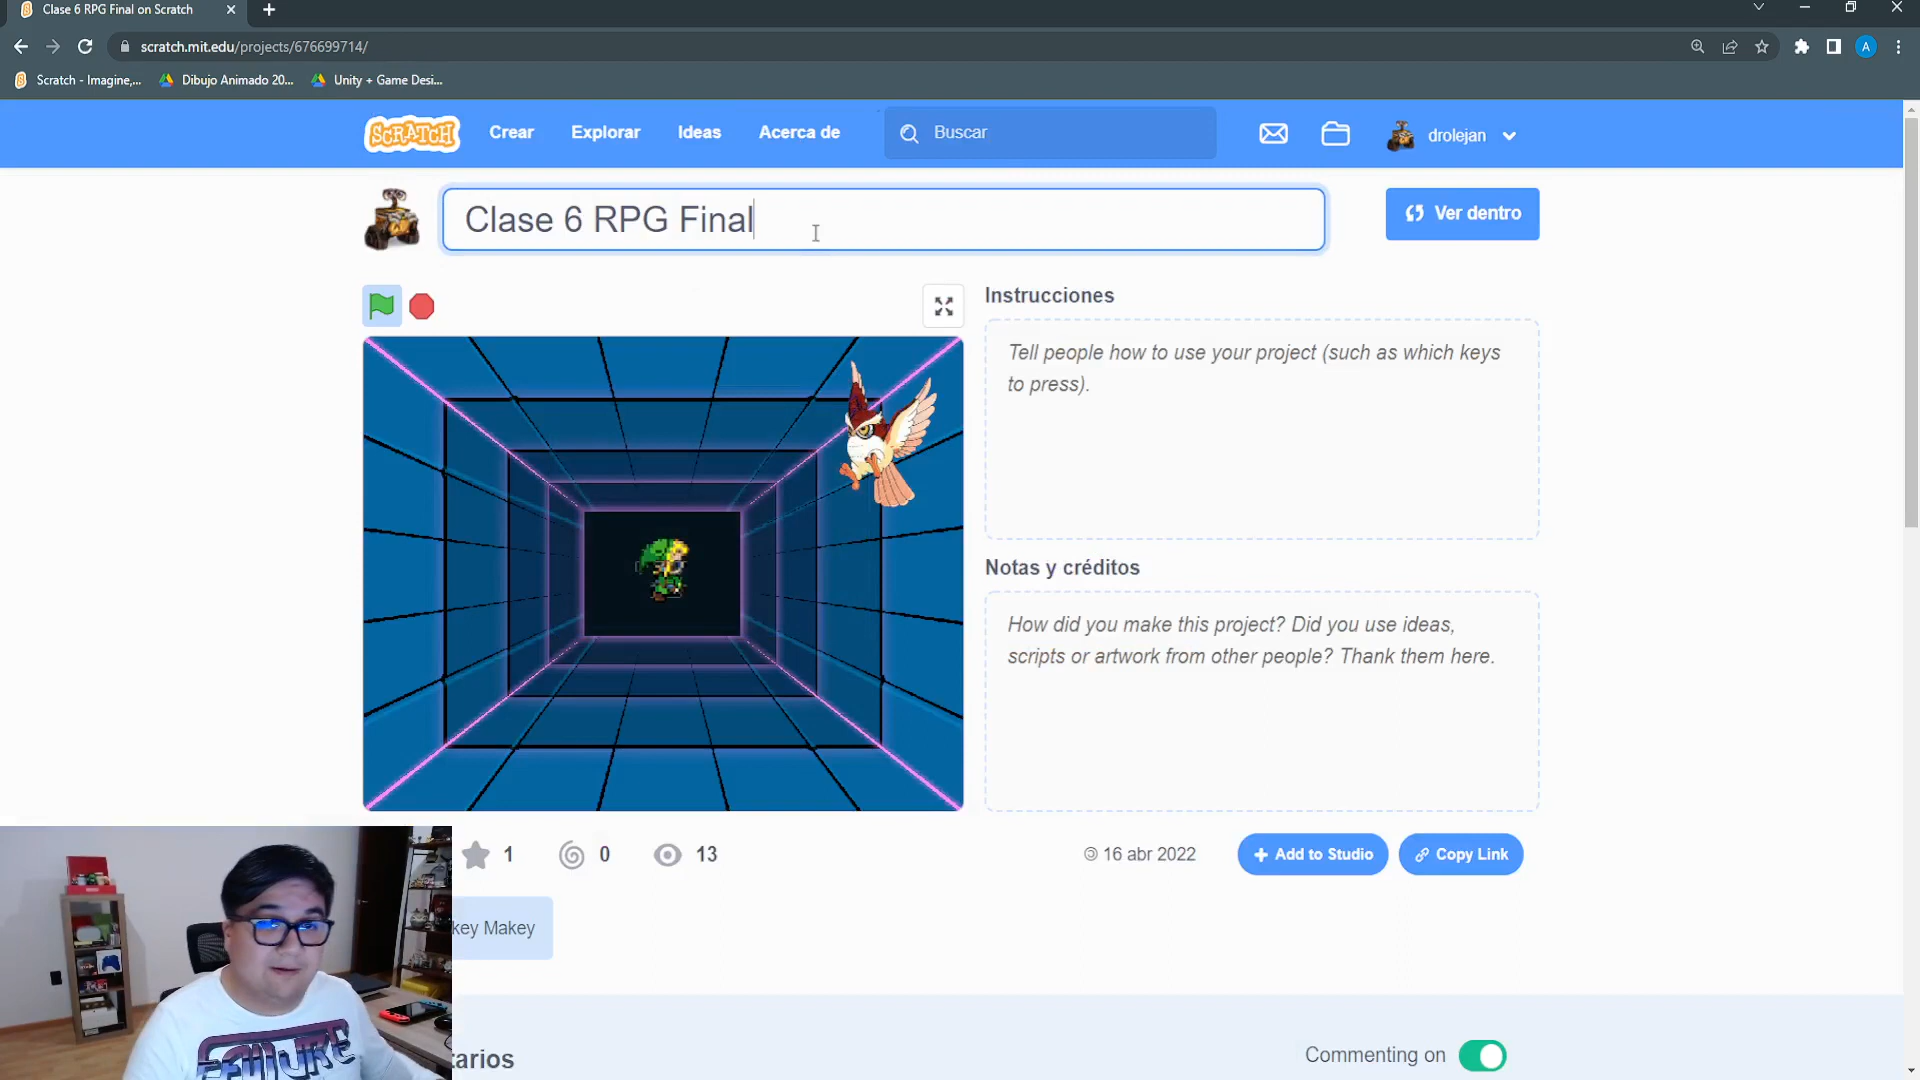 Clase 6 RPG Final on Scratch
scratch.mit.edu/projects/676699714/
A
Scratch - Imagine,... Dibujo Animado 20... Unity + Game Desi...
SCRATCH Crear Explorar Ideas Acerca de Buscar drolejan
Clase 6 RPG Final
Ver dentro
Instrucciones
Tell people how to use your project (such as which keys
to press).
Notas y créditos
How did you make this project? Did you use ideas,
scripts or artwork from other people? Thank them here.
1 0 13
© 16 abr 2022
Add to Studio
Copy Link
key Makey
FAILURE
tarios
Commenting on